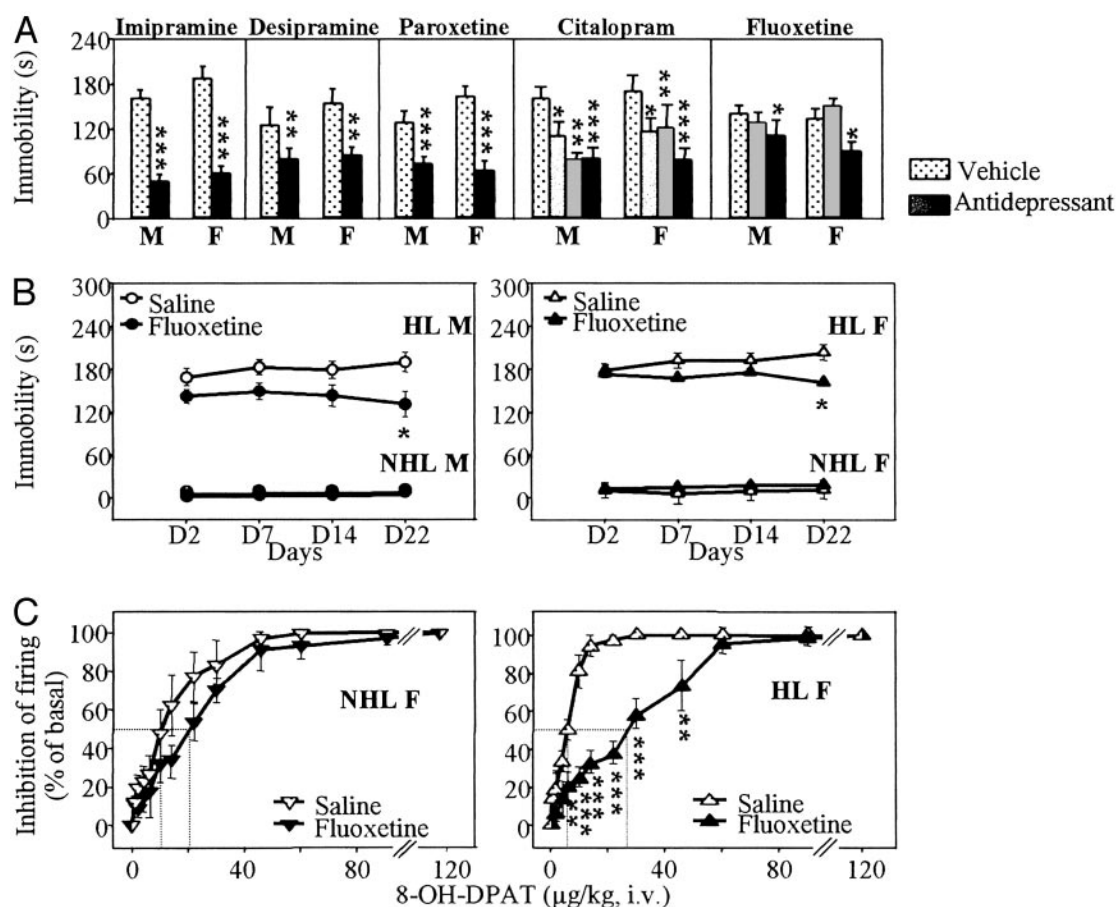 A
Imipramine Desipramine Paroxetine Citalopram Fluoxetine
Immobility (s)
240
180
120
60
0
*** *** ** ** *** *** * ** *** * ** *** * *
M F M F M F M F M F
Vehicle
Antidepressant
B
Immobility (s)
300
240
180
120
60
0
Saline
Fluoxetine
HL M
*
NHL M
D2 D7 D14 D22
Days
300
240
180
120
60
0
Saline
Fluoxetine
HL F
*
NHL F
D2 D7 D14 D22
Days
C
Inhibition of firing
(% of basal)
100
80
60
40
20
0
NHL F
Saline
Fluoxetine
0 40 80 120
100
80
60
40
20
0
HL F
** *** *** *** *** **
Saline
Fluoxetine
0 40 80 120
8-OH-DPAT (µg/kg, i.v.)